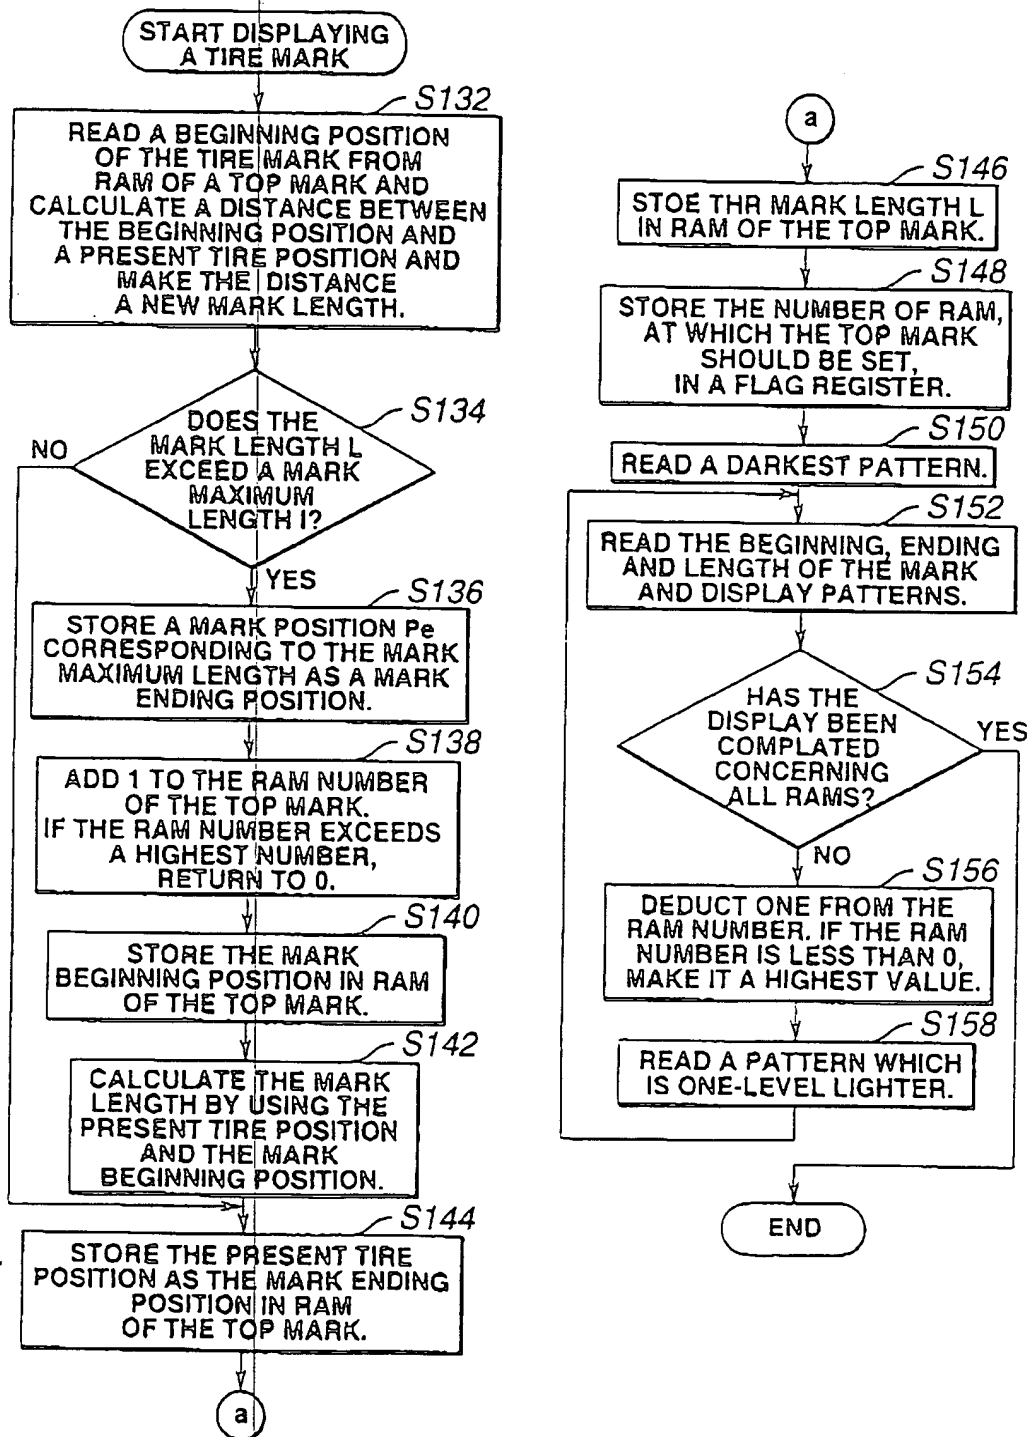 START DISPLAYING
A TIRE MARK
S132
READ A BEGINNING POSITION
OF THE TIRE MARK FROM
RAM OF A TOP MARK AND
CALCULATE A DISTANCE BETWEEN
THE BEGINNING POSITION AND
A PRESENT TIRE POSITION AND
MAKE THE DISTANCE
A NEW MARK LENGTH.
S134
DOES THE
MARK LENGTH L
EXCEED A MARK
MAXIMUM
LENGTH l?
NO
YES
S136
STORE A MARK POSITION Pe
CORRESPONDING TO THE MARK
MAXIMUM LENGTH AS A MARK
ENDING POSITION.
S138
ADD 1 TO THE RAM NUMBER
OF THE TOP MARK.
IF THE RAM NUMBER EXCEEDS
A HIGHEST NUMBER,
RETURN TO 0.
S140
STORE THE MARK
BEGINNING POSITION IN RAM
OF THE TOP MARK.
S142
CALCULATE THE MARK
LENGTH BY USING THE
PRESENT TIRE POSITION
AND THE MARK
BEGINNING POSITION.
S144
STORE THE PRESENT TIRE
POSITION AS THE MARK ENDING
POSITION IN RAM
OF THE TOP MARK.
a
a
S146
STOE THR MARK LENGTH L
IN RAM OF THE TOP MARK.
S148
STORE THE NUMBER OF RAM,
AT WHICH THE TOP MARK
SHOULD BE SET,
IN A FLAG REGISTER.
S150
READ A DARKEST PATTERN.
S152
READ THE BEGINNING, ENDING
AND LENGTH OF THE MARK
AND DISPLAY PATTERNS.
S154
HAS THE
DISPLAY BEEN
COMPLATED
CONCERNING
ALL RAMS?
YES
NO
S156
DEDUCT ONE FROM THE
RAM NUMBER. IF THE RAM
NUMBER IS LESS THAN 0,
MAKE IT A HIGHEST VALUE.
S158
READ A PATTERN WHICH
IS ONE-LEVEL LIGHTER.
END